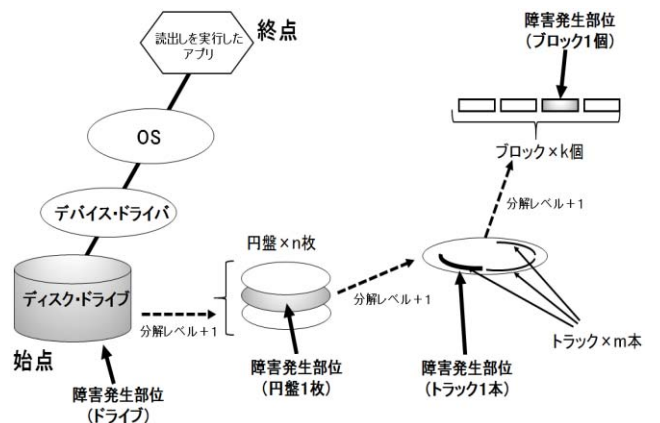 読出しを実行した
アプリ
終点
OS
デバイス・ドライバ
ディスク・ドライブ
始点
障害発生部位
(ドライブ)
分解レベル+1
円盤×n枚
障害発生部位
(円盤1枚)
分解レベル+1
障害発生部位
(トラック1本)
トラック×m本
分解レベル+1
ブロック×k個
障害発生部位
(ブロック1個)